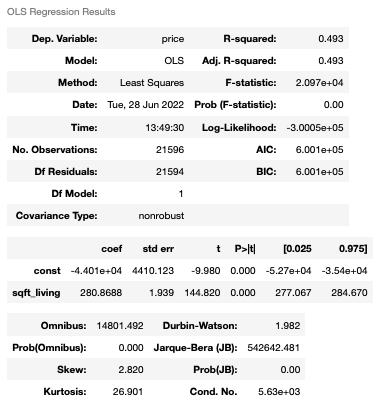 OLS Regression Results
Dep. Variable: price R-squared: 0.493
Model: OLS Adj. R-squared: 0.493
Method: Least Squares F-statistic: 2.097e+04
Date: Tue, 28 Jun 2022 Prob (F-statistic): 0.00
Time: 13:49:30 Log-Likelihood: -3.0005e+05
No. Observations: 21596 AIC: 6.001e+05
Df Residuals: 21594 BIC: 6.001e+05
Df Model: 1
Covariance Type: nonrobust
coef std err t P>|t| [0.025 0.975]
const -4.401e+04 4410.123 -9.980 0.000 -5.27e+04 -3.54e+04
sqft_living 280.8688 1.939 144.820 0.000 277.067 284.670
Omnibus: 14801.492 Durbin-Watson: 1.982
Prob(Omnibus): 0.000 Jarque-Bera (JB): 542642.481
Skew: 2.820 Prob(JB): 0.00
Kurtosis: 26.901 Cond. No. 5.63e+03